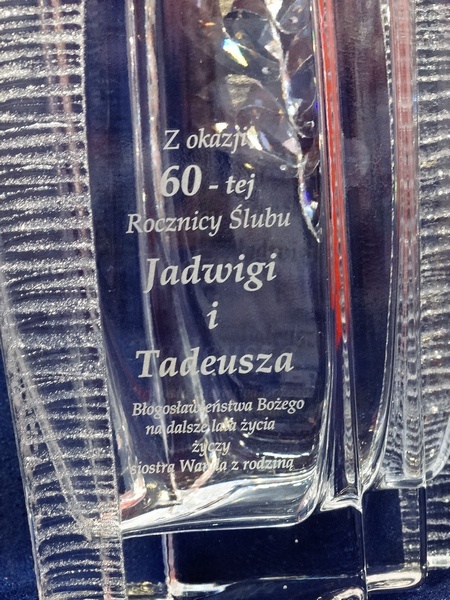 Z okazji
60 - tej
Rocznicy Ślubu
Jadwigi
i
Tadeusza
Błogosławieństwa Bożego
na dalsze lata życia
życzy
siostra Wanda z rodziną